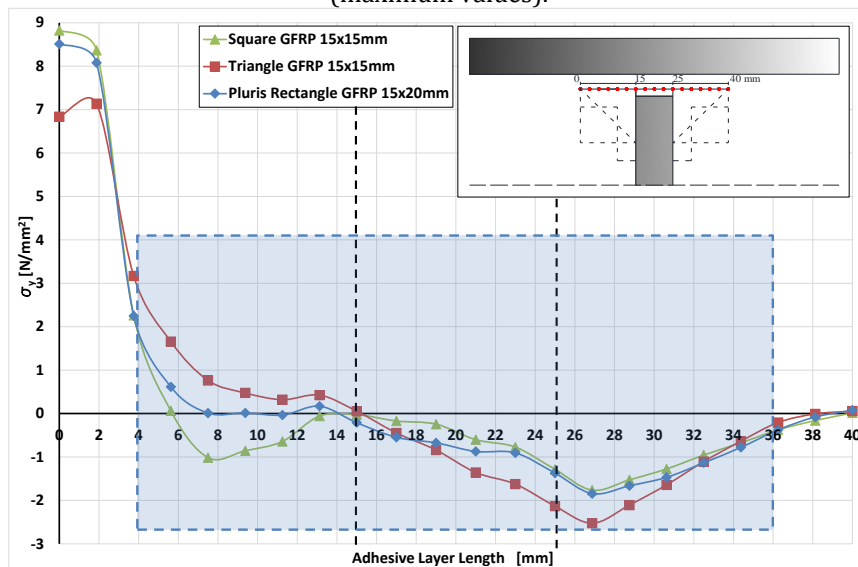 (maximum values).
9
8
7
6
5
4
3
2
1
0
-1
-2
-3
σy [N/mm²]
Square GFRP 15x15mm
Triangle GFRP 15x15mm
Pluris Rectangle GFRP 15x20mm
0 15 25 40 mm
0 2 4 6 8 10 12 14 16 18 20 22 24 26 28 30 32 34 36 38 40
Adhesive Layer Length [mm]